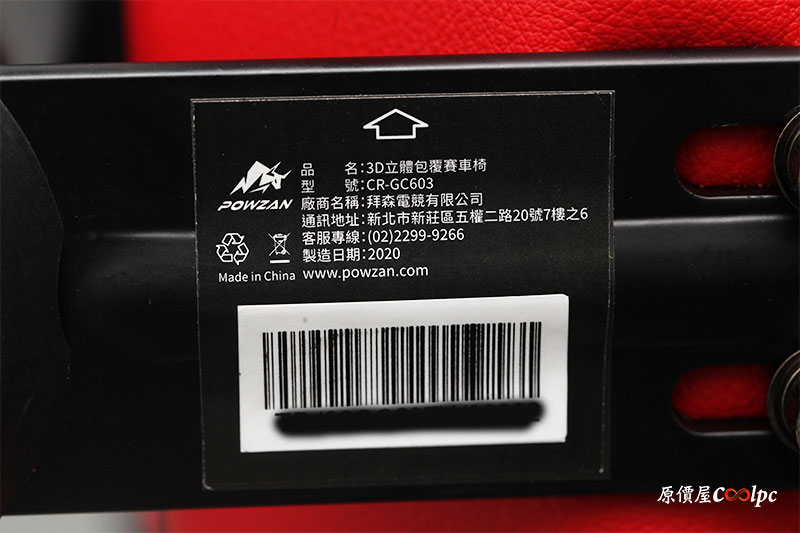 品 名:3D立體包覆賽車椅
型 號:CR-GC603
廠商名稱:拜森電競有限公司
通訊地址:新北市新莊區五權二路20號7樓之6
客服專線:(02)2299-9266
製造日期:2020
POWZAN
Made in China www.powzan.com
原價屋Coolpc